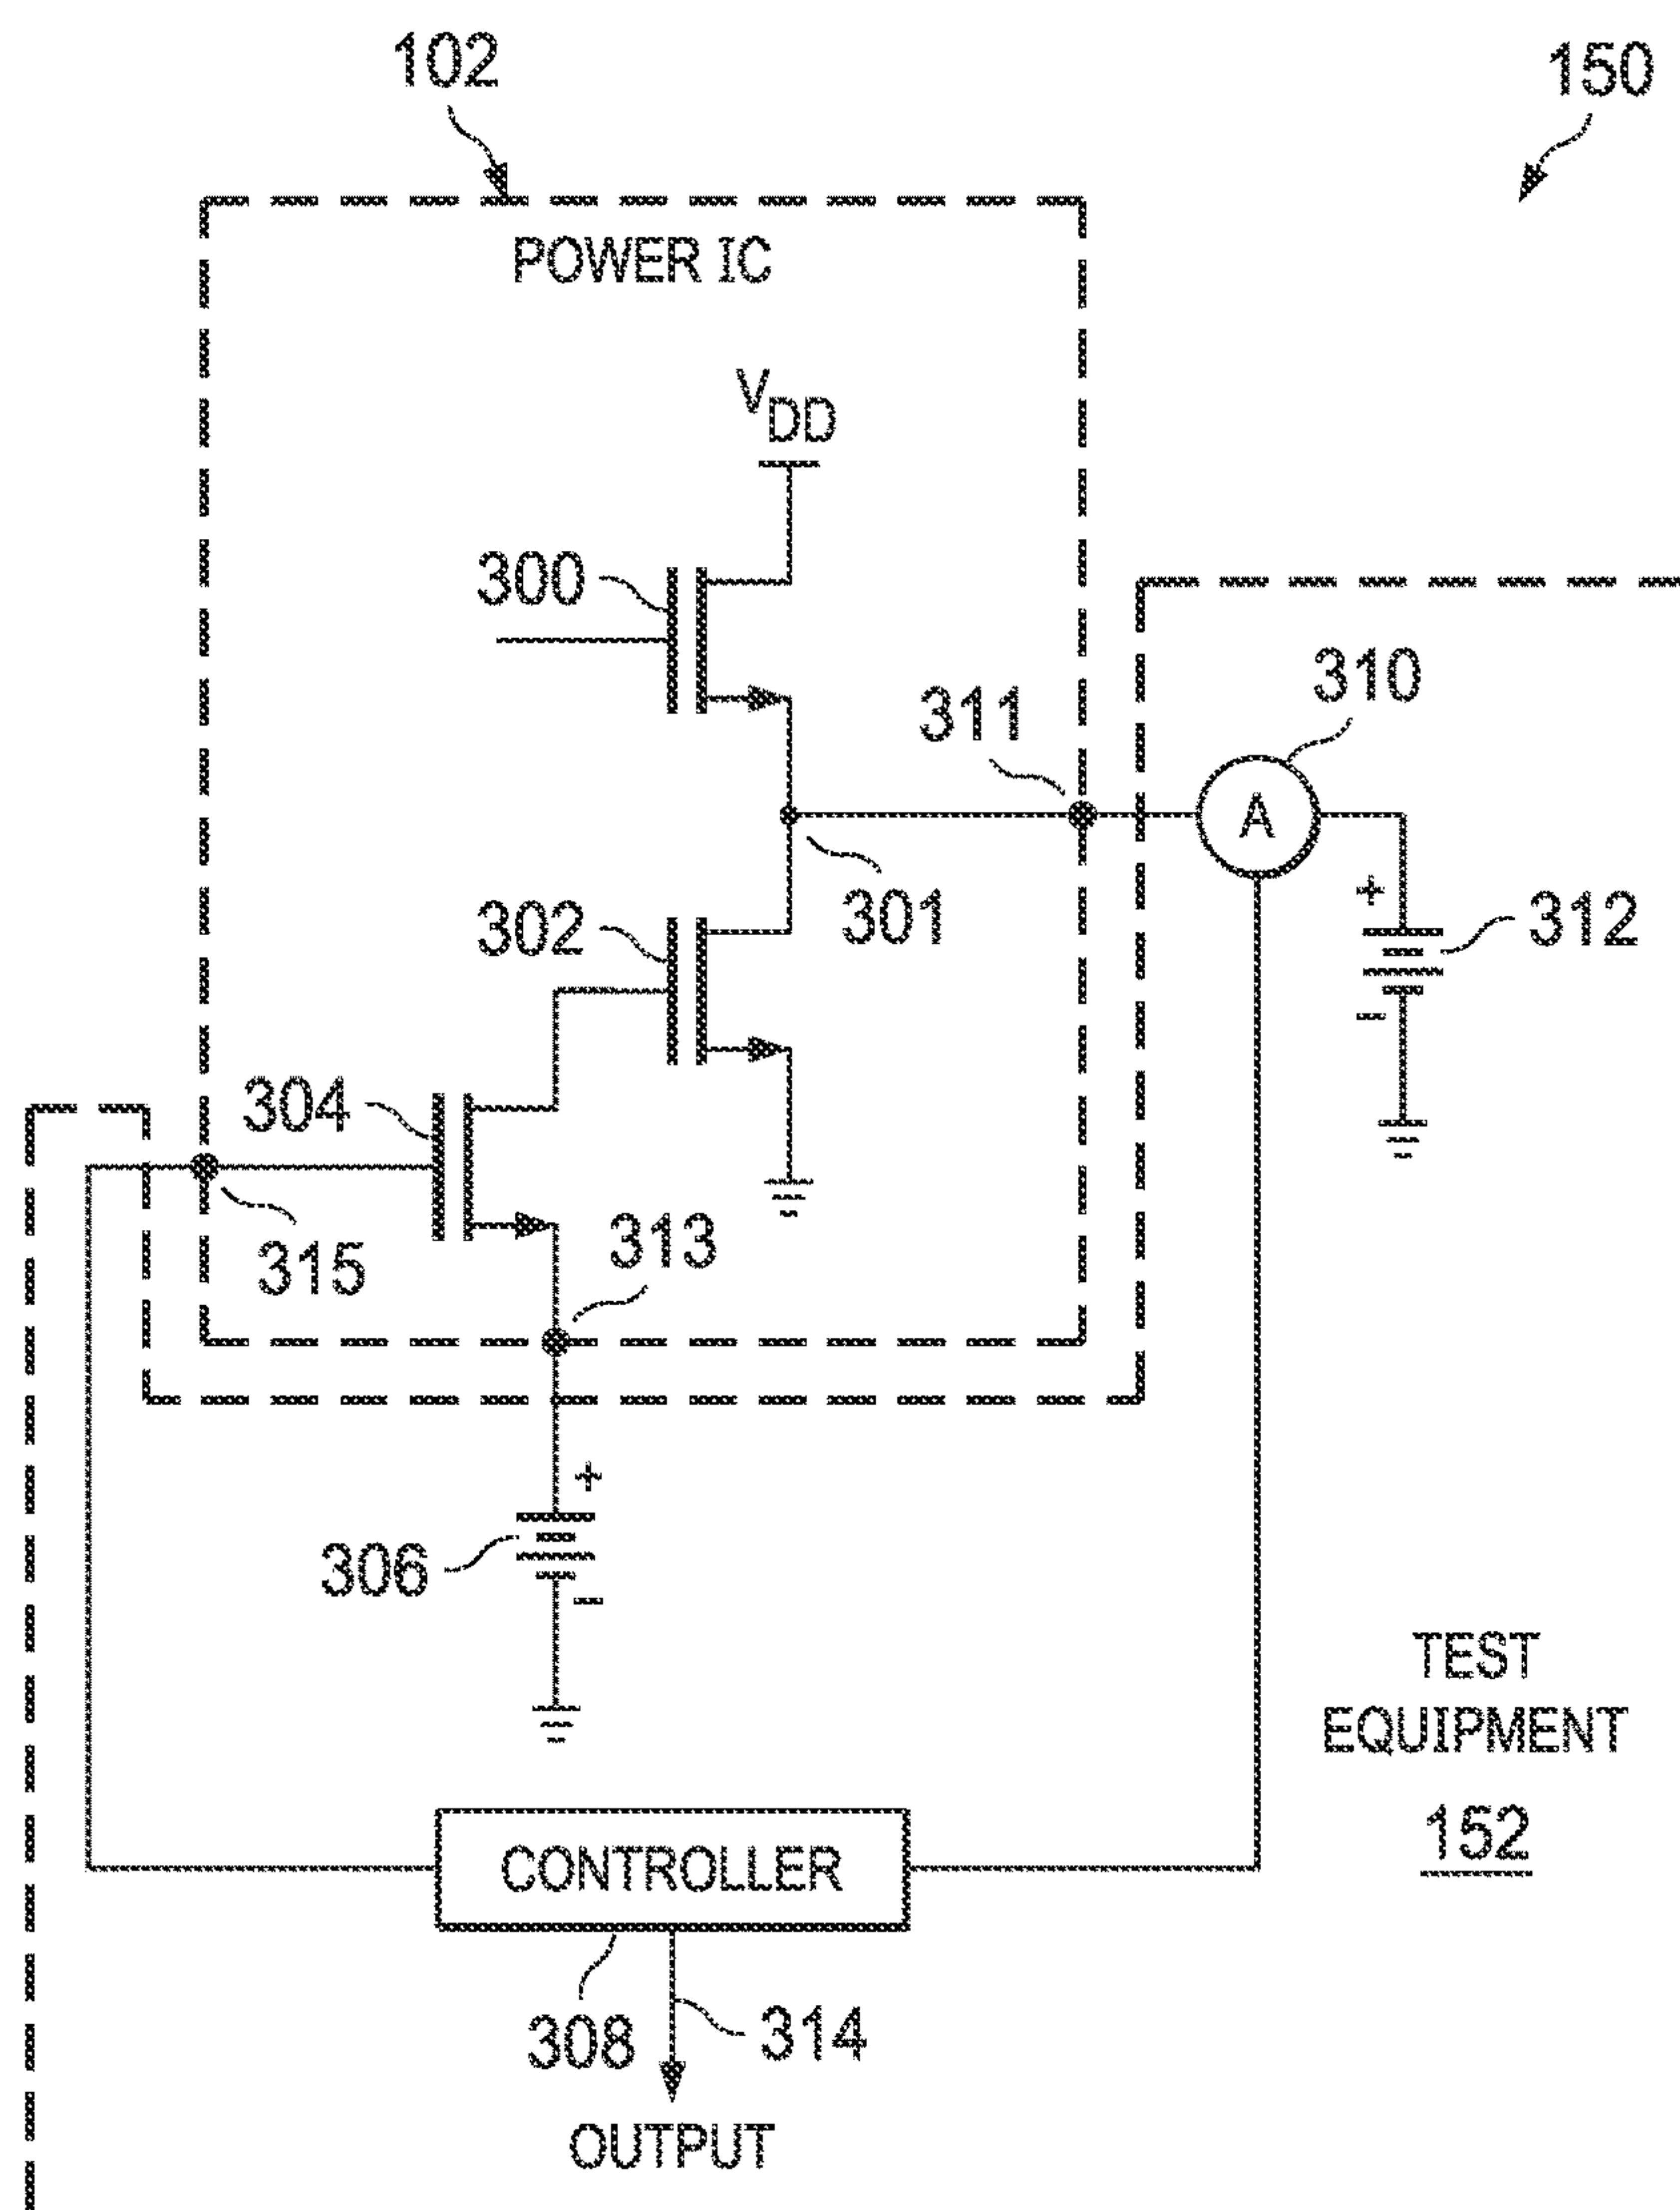 102
150
POWER IC
VDD
300
310
311
A
+
301
302
312
-
304
315
313
+
306
-
TEST
EQUIPMENT
152
CONTROLLER
308
314
OUTPUT